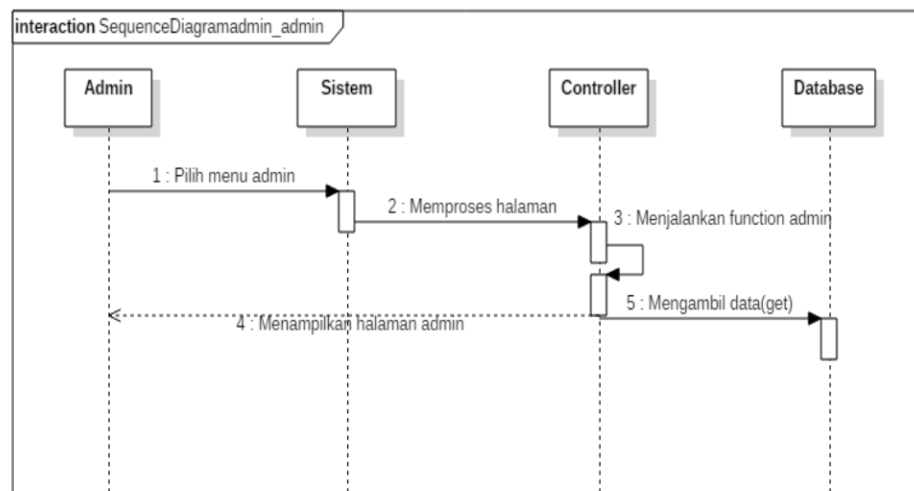 interaction SequenceDiagramadmin_admin
Admin
Sistem
Controller
Database
1 : Pilih menu admin
2 : Memproses halaman
3 : Menjalankan function admin
5 : Mengambil data(get)
4 : Menampilkan halaman admin